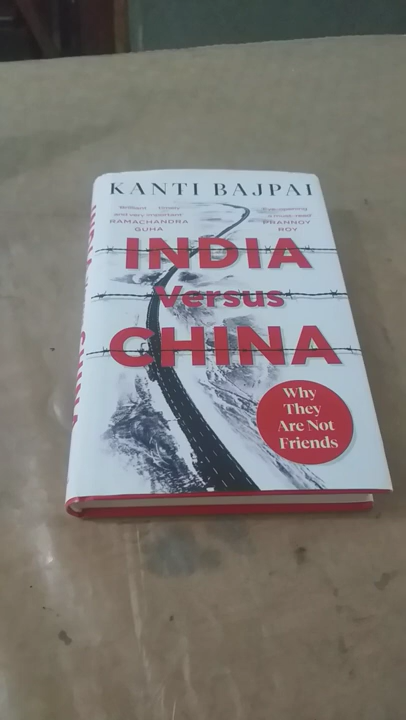 KANTI BAJPAI
Brilliant timely
and very important
RAMACHANDRA
GUHA
Eye-opening
a must-read
PRANNOY
ROY
INDIA
Versus
CHINA
Why
They
Are Not
Friends